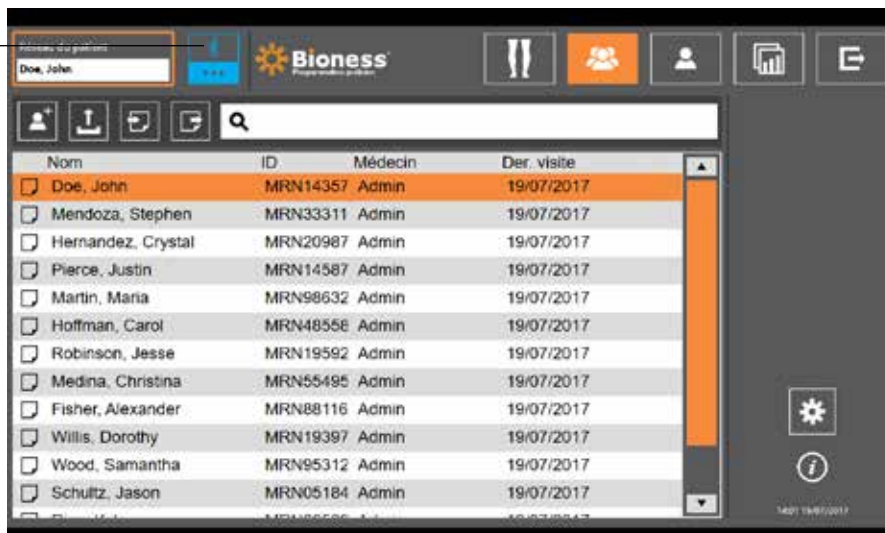 Réseau du patient
Doe, John
Bioness
Nom ID Médecin Der. visite
Doe, John MRN14357 Admin 19/07/2017
Mendoza, Stephen MRN33311 Admin 19/07/2017
Hernandez, Crystal MRN20987 Admin 19/07/2017
Pierce, Justin MRN14587 Admin 19/07/2017
Martin, Maria MRN98632 Admin 19/07/2017
Hoffman, Carol MRN48556 Admin 19/07/2017
Robinson, Jesse MRN19592 Admin 19/07/2017
Medina, Christina MRN55495 Admin 19/07/2017
Fisher, Alexander MRN88116 Admin 19/07/2017
Willis, Dorothy MRN19397 Admin 19/07/2017
Wood, Samantha MRN95312 Admin 19/07/2017
Schultz, Jason MRN05184 Admin 19/07/2017